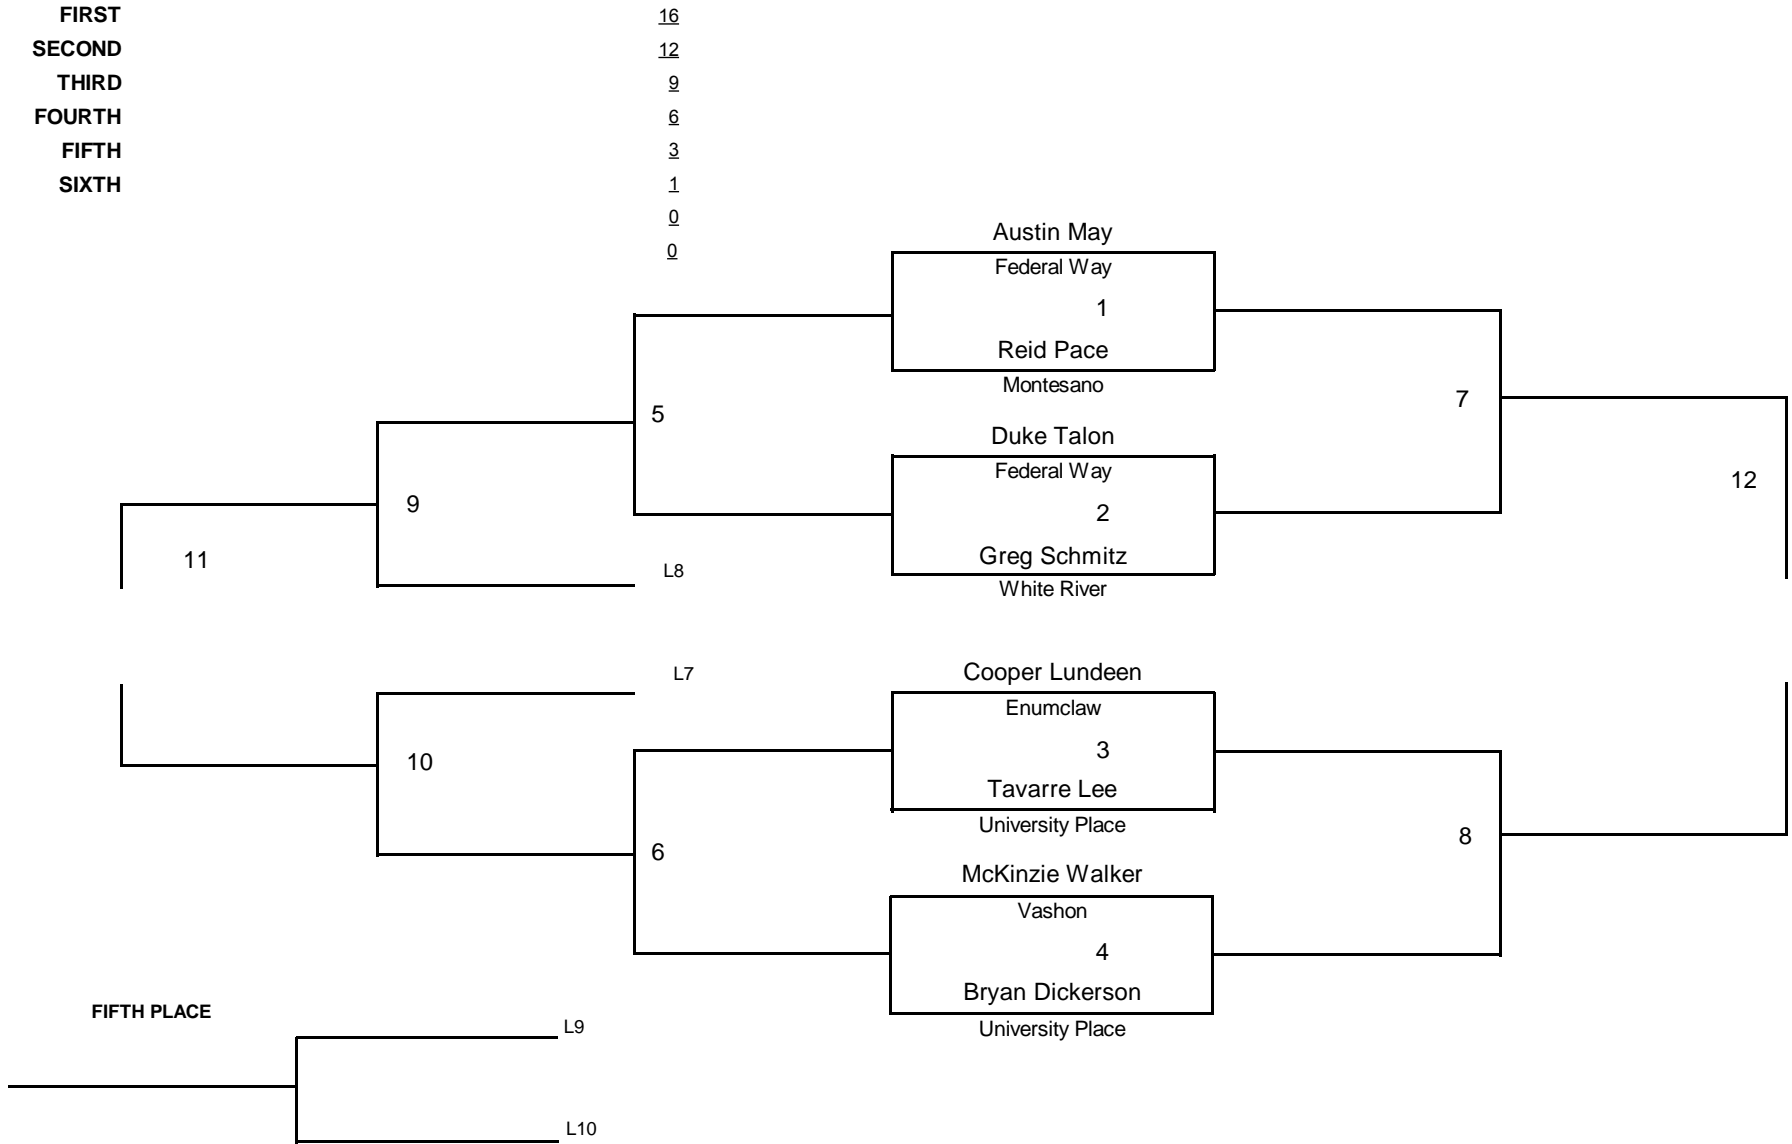 FIRST 16
SECOND 12
THIRD 9
FOURTH 6
FIFTH 3
SIXTH 1
0
0
Austin May
Federal Way
1
Reid Pace
Montesano
5
7
Duke Talon
Federal Way
9
2
12
11
Greg Schmitz
L8
White River
L7
Cooper Lundeen
Enumclaw
10
3
Tavarre Lee
University Place
6
8
McKinzie Walker
Vashon
4
Bryan Dickerson
University Place
FIFTH PLACE
L9
L10